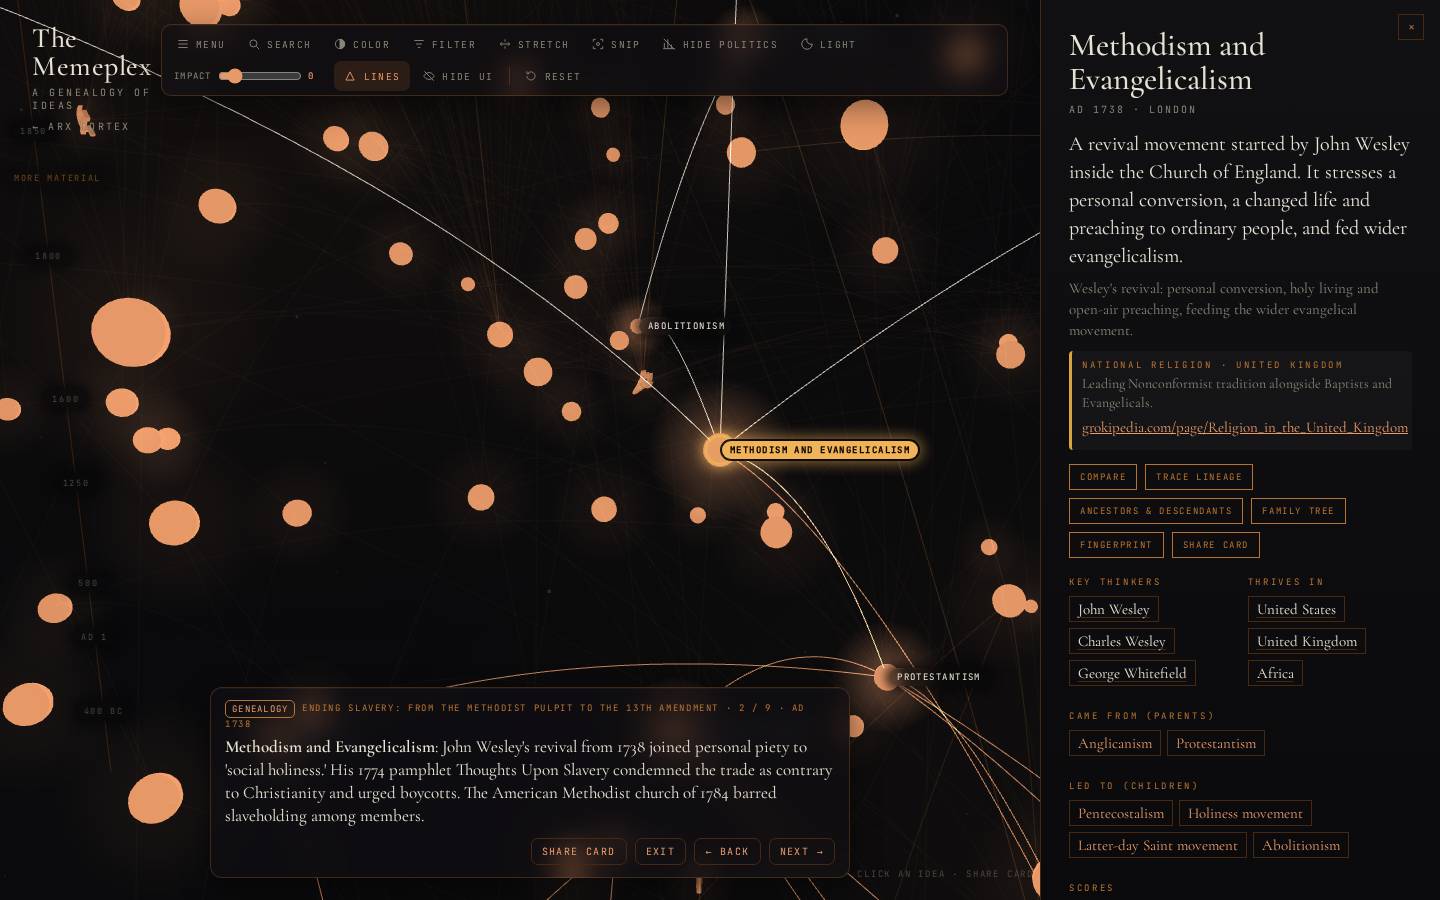 The
Memeplex
A GENEALOGY OF
IDEAS
MENU
SEARCH
COLOR
FILTER
STRETCH
SNIP
HIDE POLITICS
LIGHT
IMPACT
0
LINES
HIDE UI
RESET
1850
MORE MATERIAL
1800
1600
1250
500
AD 1
400 BC
ABOLITIONISM
METHODISM AND EVANGELICALISM
PROTESTANTISM
GENEALOGY ENDING SLAVERY: FROM THE METHODIST PULPIT TO THE 13TH AMENDMENT · 2 / 9 · AD
1738
Methodism and Evangelicalism: John Wesley's revival from 1738 joined personal piety to
'social holiness.' His 1774 pamphlet Thoughts Upon Slavery condemned the trade as contrary
to Christianity and urged boycotts. The American Methodist church of 1784 barred
slaveholding among members.
SHARE CARD
EXIT
← BACK
NEXT →
CLICK AN IDEA · SHARE CARD
×
Methodism and
Evangelicalism
AD 1738 · LONDON
A revival movement started by John Wesley
inside the Church of England. It stresses a
personal conversion, a changed life and
preaching to ordinary people, and fed wider
evangelicalism.
Wesley's revival: personal conversion, holy living and
open-air preaching, feeding the wider evangelical
movement.
NATIONAL RELIGION · UNITED KINGDOM
Leading Nonconformist tradition alongside Baptists and
Evangelicals.
grokipedia.com/page/Religion_in_the_United_Kingdom
COMPARE
TRACE LINEAGE
ANCESTORS & DESCENDANTS
FAMILY TREE
FINGERPRINT
SHARE CARD
KEY THINKERS
John Wesley
Charles Wesley
George Whitefield
THRIVES IN
United States
United Kingdom
Africa
CAME FROM (PARENTS)
Anglicanism
Protestantism
LED TO (CHILDREN)
Pentecostalism
Holiness movement
Latter-day Saint movement
Abolitionism
SCORES